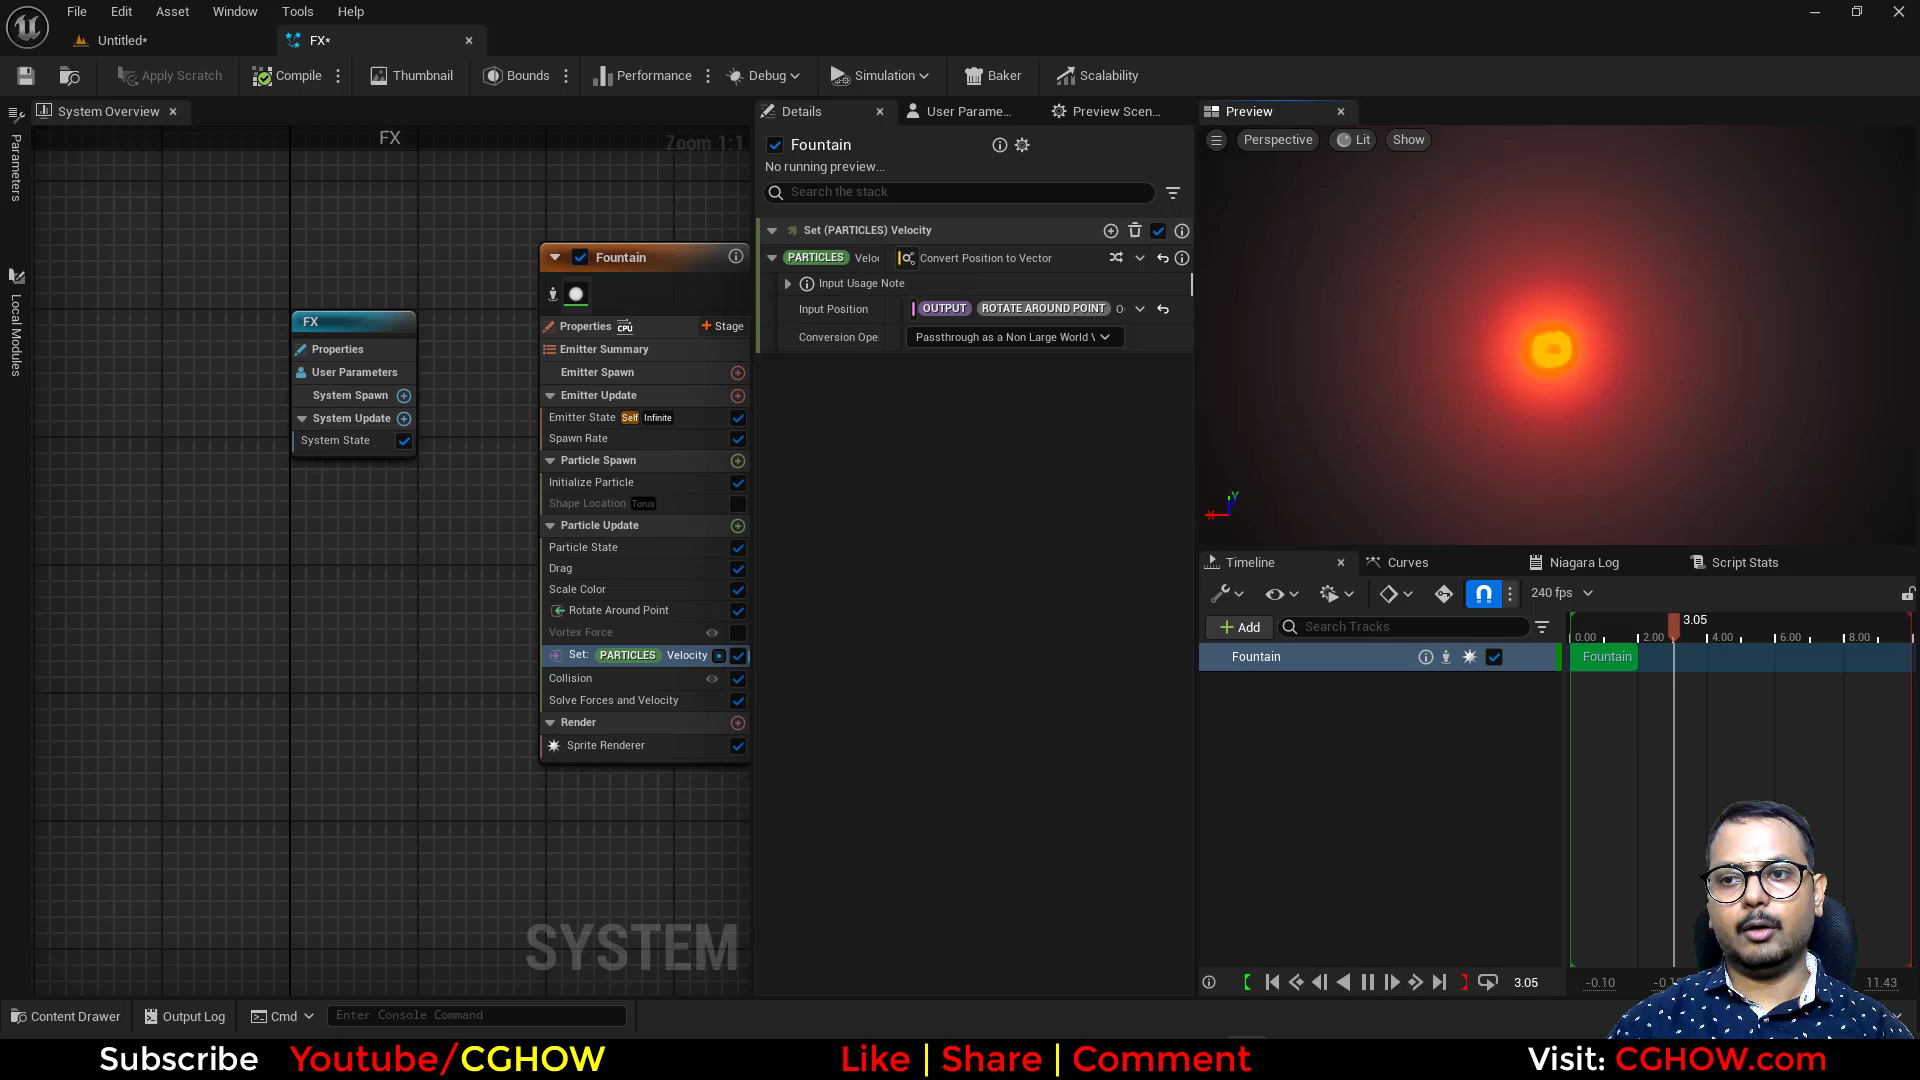 File Edit Asset Window Tools Help
Untitled*
FX*
Apply Scratch
Compile
Thumbnail
Bounds
Performance
Debug
Simulation
Baker
Scalability
System Overview
Details
User Parame...
Preview Scen...
Preview
Parameters
Local Modules
FX
Zoom 1:1
FX
Properties
User Parameters
System Spawn
System Update
System State
Fountain
Properties CPU Stage
Emitter Summary
Emitter Spawn
Emitter Update
Emitter State Self Infinite
Spawn Rate
Particle Spawn
Initialize Particle
Shape Location Torus
Particle Update
Particle State
Drag
Scale Color
Rotate Around Point
Vortex Force
Set: PARTICLES Velocity
Collision
Solve Forces and Velocity
Render
Sprite Renderer
SYSTEM
Fountain
No running preview...
Search the stack
Set (PARTICLES) Velocity
PARTICLES Veloc Convert Position to Vector
Input Usage Note
Input Position OUTPUT ROTATE AROUND POINT O
Conversion Ope Passthrough as a Non Large World V
Perspective Lit Show
Y
X
Timeline
Curves
Niagara Log
Script Stats
240 fps
Add
Search Tracks
3.05
0.00 2.00 4.00 6.00 8.00
Fountain
Fountain
3.05
-0.10
11.43
Content Drawer
Output Log
Cmd
Enter Console Command
Subscribe Youtube/CGHOW
Like | Share | Comment
Visit: CGHOW.com